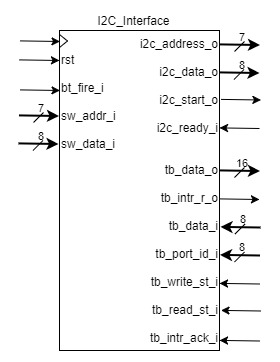 I2C_Interface
rst
bt_fire_i
7
sw_addr_i
8
sw_data_i
i2c_address_o
7
i2c_data_o
8
i2c_start_o
i2c_ready_i
tb_data_o
16
tb_intr_r_o
tb_data_i
8
tb_port_id_i
8
tb_write_st_i
tb_read_st_i
tb_intr_ack_i